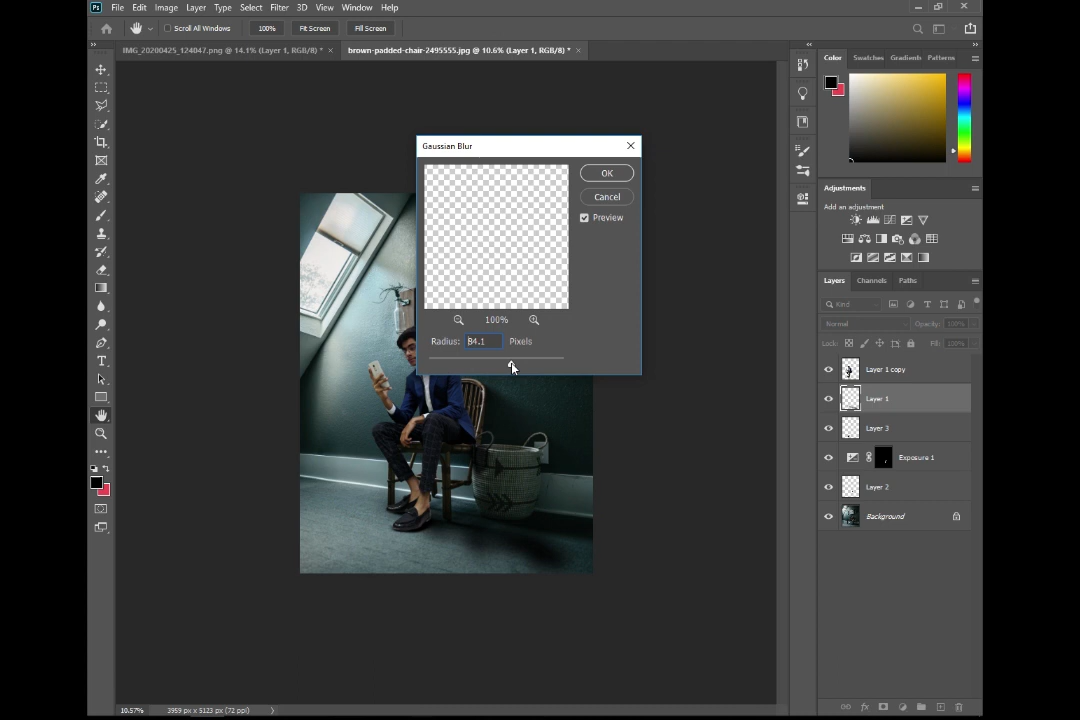 Ps File Edit Image Layer Type Select Filter 3D View Window Help
Scroll All Windows 100% Fit Screen Fill Screen
IMG_20200425_124047.png @ 14.1% (Layer 1, RGB/8) * × brown-padded-chair-2495555.jpg @ 10.6% (Layer 1, RGB/8) * ×
Color Swatches Gradients Patterns
Gaussian Blur
OK
Cancel
Preview
100%
Radius: 84.1 Pixels
Adjustments
Add an adjustment
Layers Channels Paths
Kind
Normal Opacity: 100%
Lock: Fill: 100%
Layer 1 copy
Layer 1
Layer 3
Exposure 1
Layer 2
Background
fx
10.57% 3959 px x 5123 px (72 ppi)